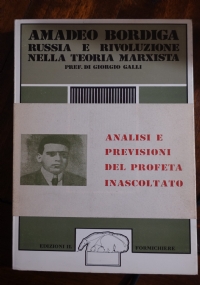 AMADEO BORDIGA
RUSSIA E RIVOLUZIONE
NELLA TEORIA MARXISTA
PREF. DI GIORGIO GALLI
ANALISI E
PREVISIONI
DEL PROFETA
INASCOLTATO
EDIZIONI IL FORMICHIERE